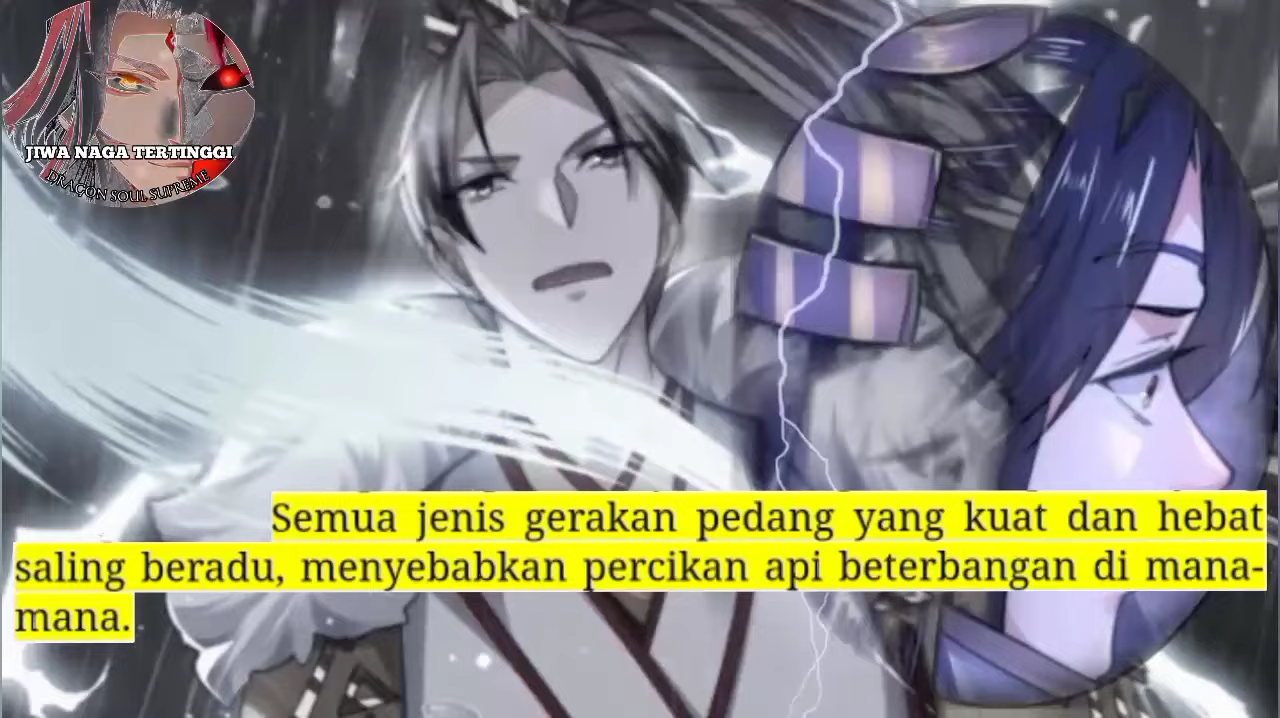 JIWA NAGA TERTINGGI
DRAGON SOUL SUPREME
Semua jenis gerakan pedang yang kuat dan hebat
saling beradu, menyebabkan percikan api beterbangan di mana-
mana.